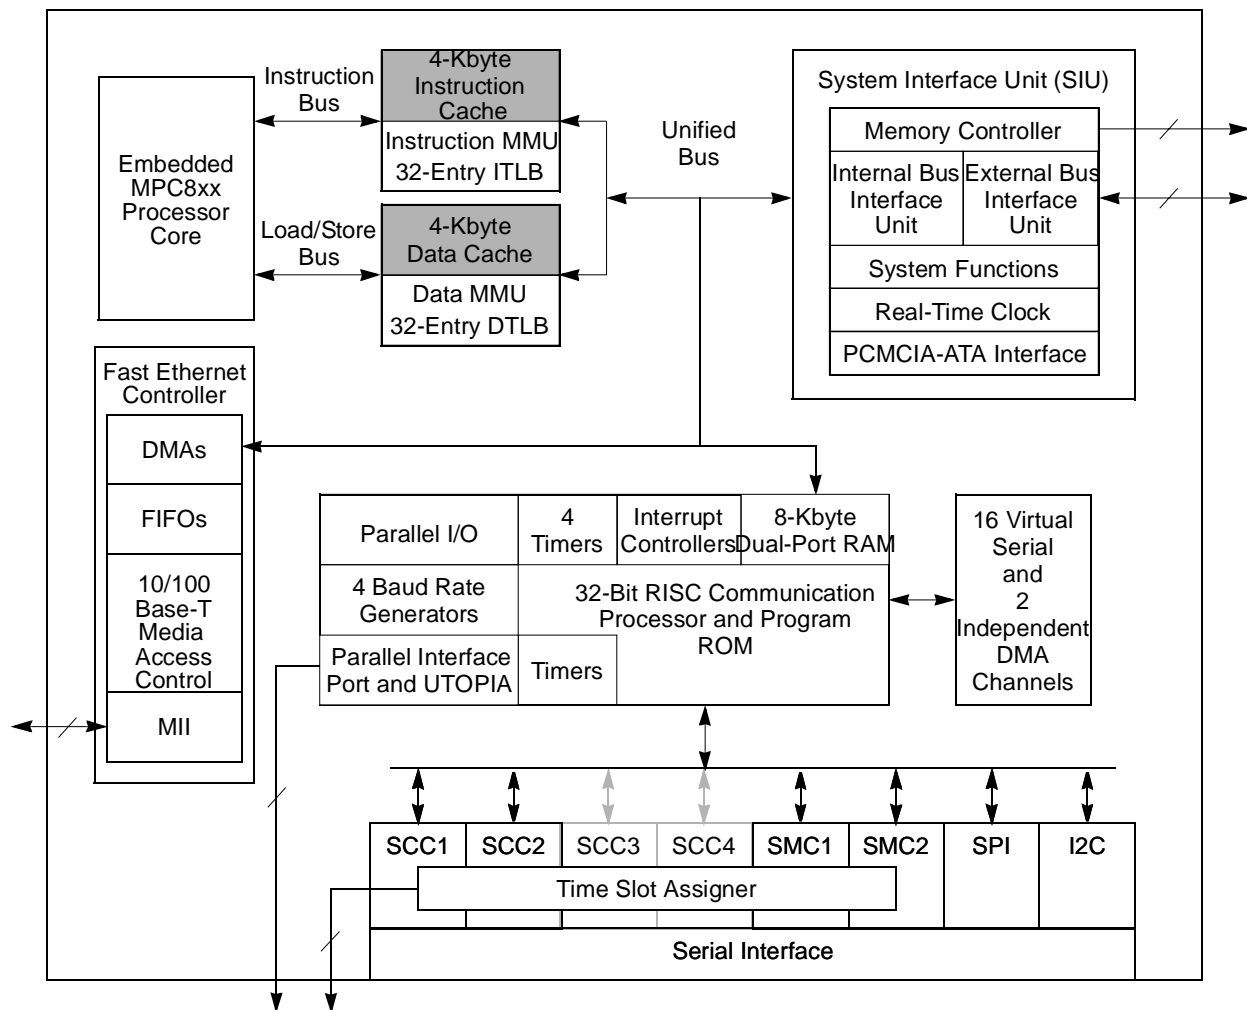 4-Kbyte
Instruction
Cache
Instruction MMU
32-Entry ITLB
Instruction
Bus
Embedded
MPC8xx
Processor
Core
Load/Store
Bus
4-Kbyte
Data Cache
Data MMU
32-Entry DTLB
Unified
Bus
System Interface Unit (SIU)
Memory Controller
Internal Bus
Interface
Unit
External Bus
Interface
Unit
System Functions
Real-Time Clock
PCMCIA-ATA Interface
Fast Ethernet
Controller
DMAs
FIFOs
10/100
Base-T
Media
Access
Control
MII
Parallel I/O
4
Timers
Interrupt
Controllers
8-Kbyte
Dual-Port RAM
4 Baud Rate
Generators
32-Bit RISC Communication
Processor and Program
ROM
Parallel Interface
Port and UTOPIA
Timers
16 Virtual
Serial
and
2
Independent
DMA
Channels
SCC1
SCC2
SCC3
SCC4
SMC1
SMC2
SPI
I2C
Time Slot Assigner
Serial Interface